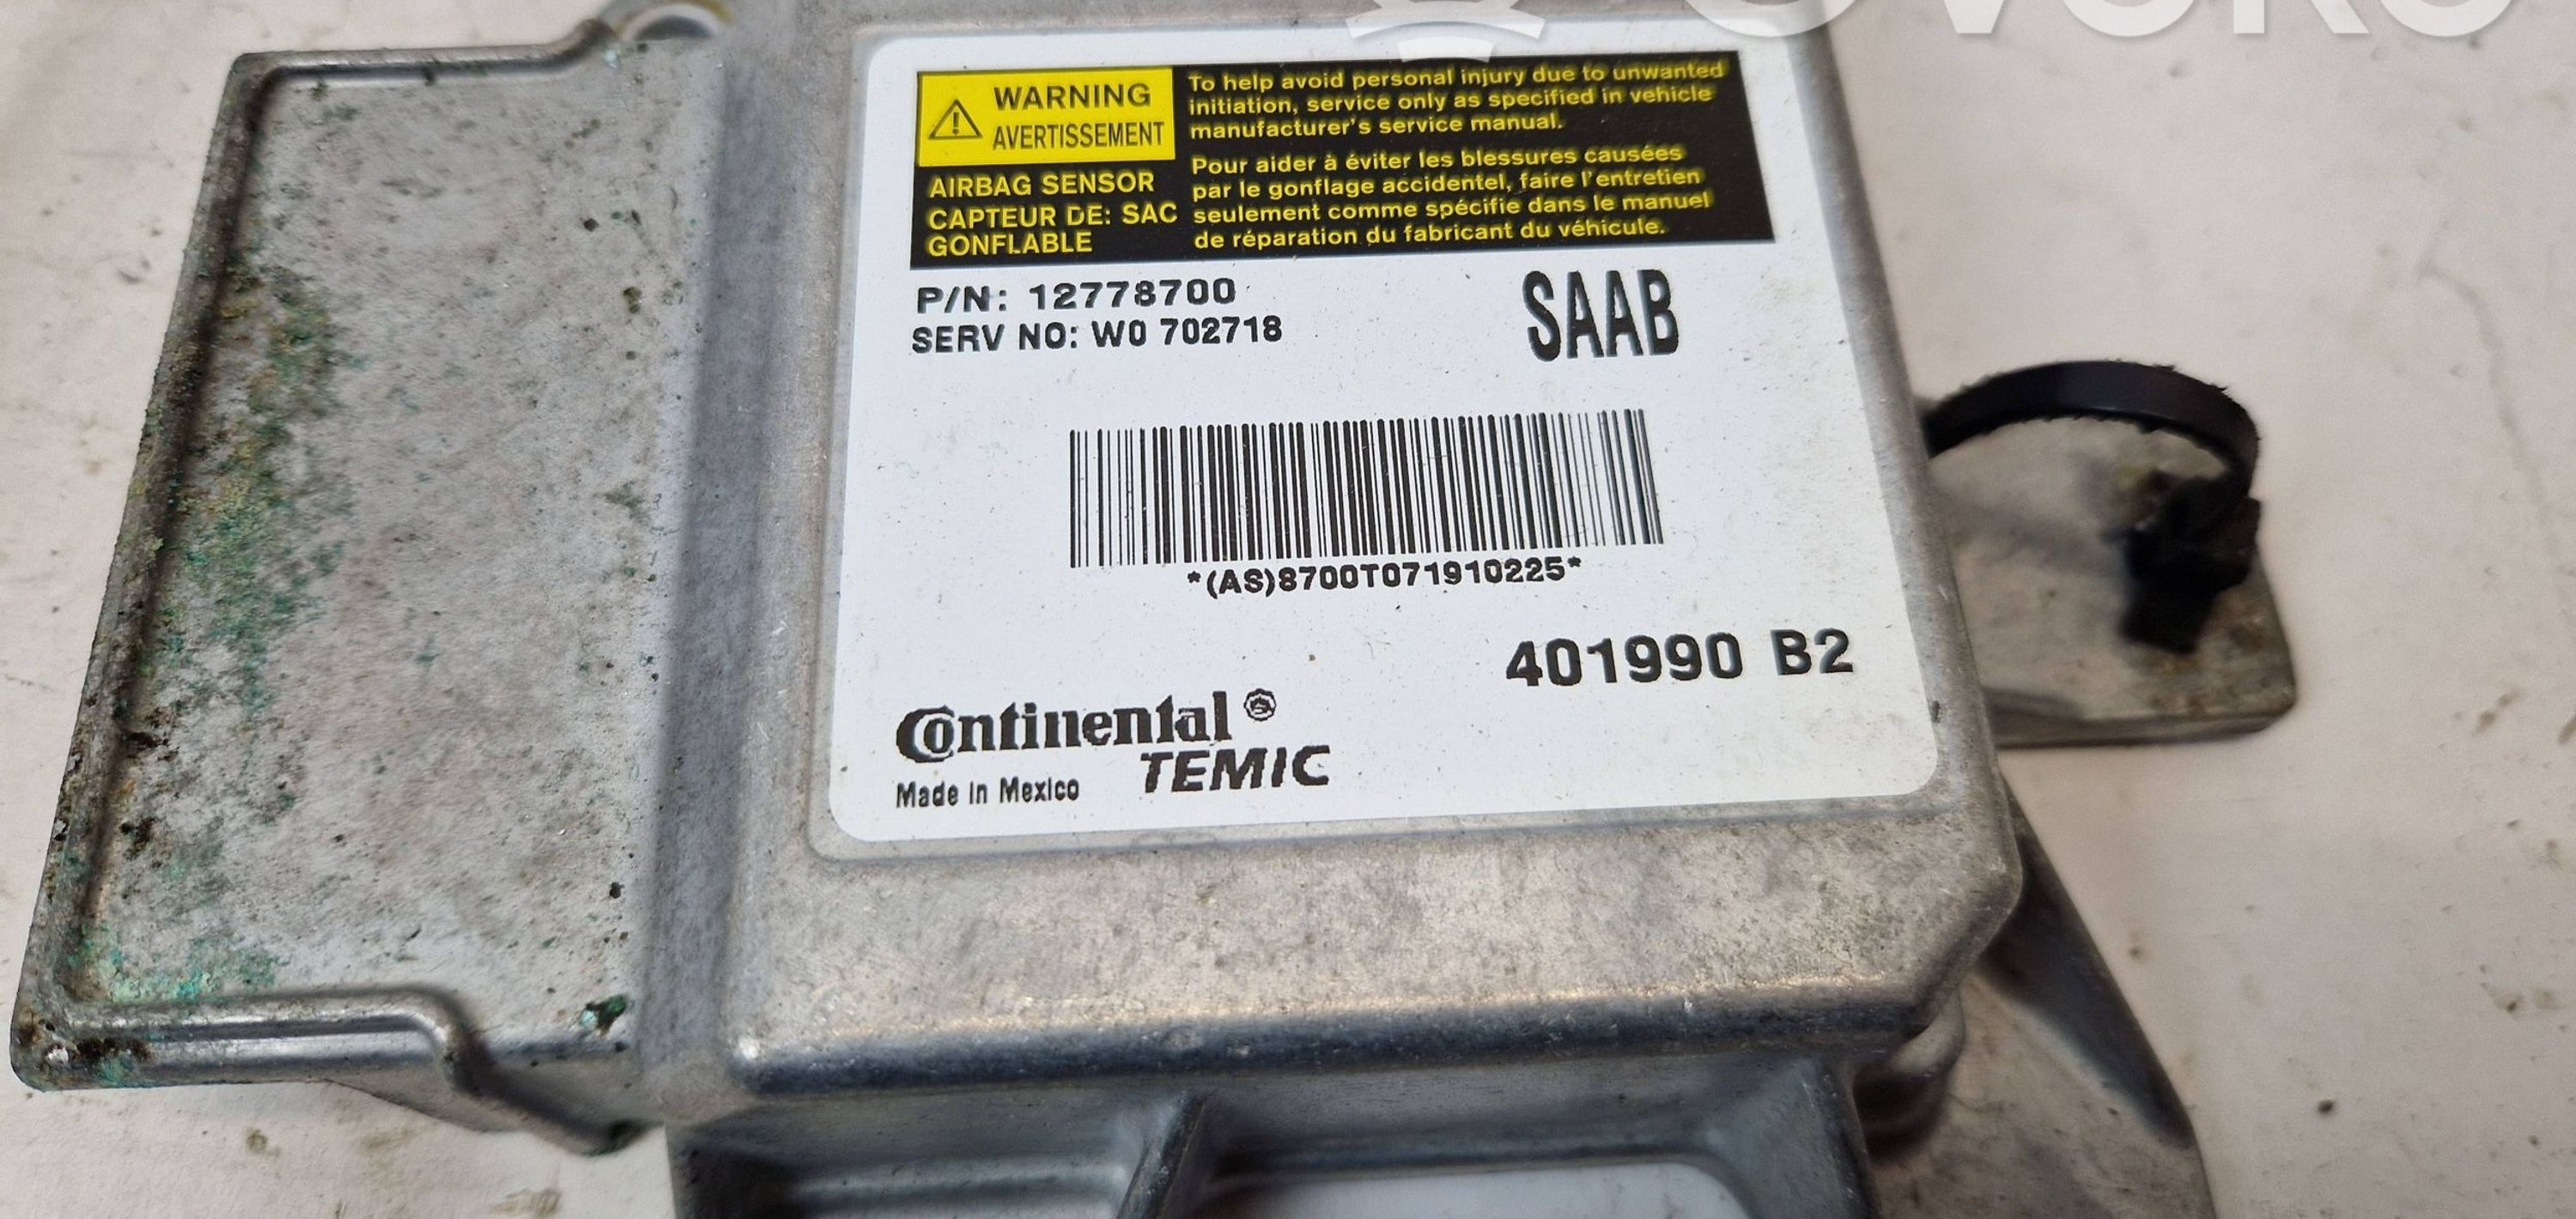 WARNING
AVERTISSEMENT
AIRBAG SENSOR
CAPTEUR DE: SAC
GONFLABLE
To help avoid personal injury due to unwanted
initiation, service only as specified in vehicle
manufacturer's service manual.
Pour aider à éviter les blessures causées
par le gonflage accidentel, faire l'entretien
seulement comme spécifie dans le manuel
de réparation du fabricant du véhicule.
P/N: 12778700
SERV NO: W0 702718
SAAB
*(AS)8700T071910225*
401990 B2
Continental
TEMIC
Made in Mexico